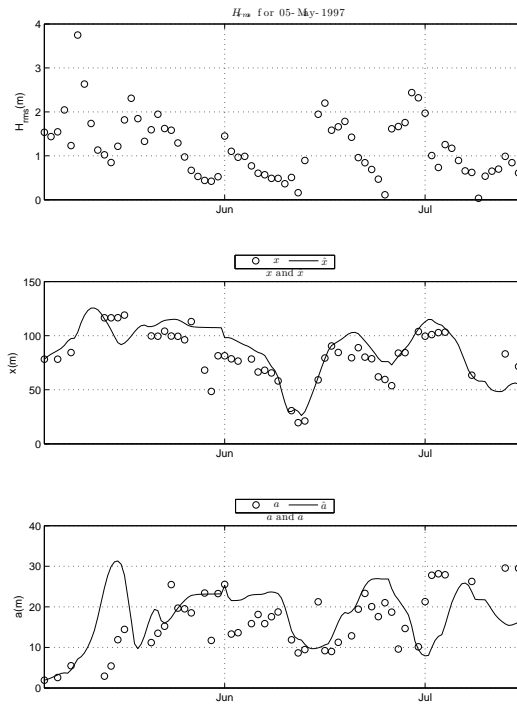 H_rms for 05-May-1997
4
3
2
1
0
H_rms(m)
Jun Jul
x x̂
x and x̂
150
100
50
0
x(m)
Jun Jul
a â
a and â
40
30
20
10
0
a(m)
Jun Jul